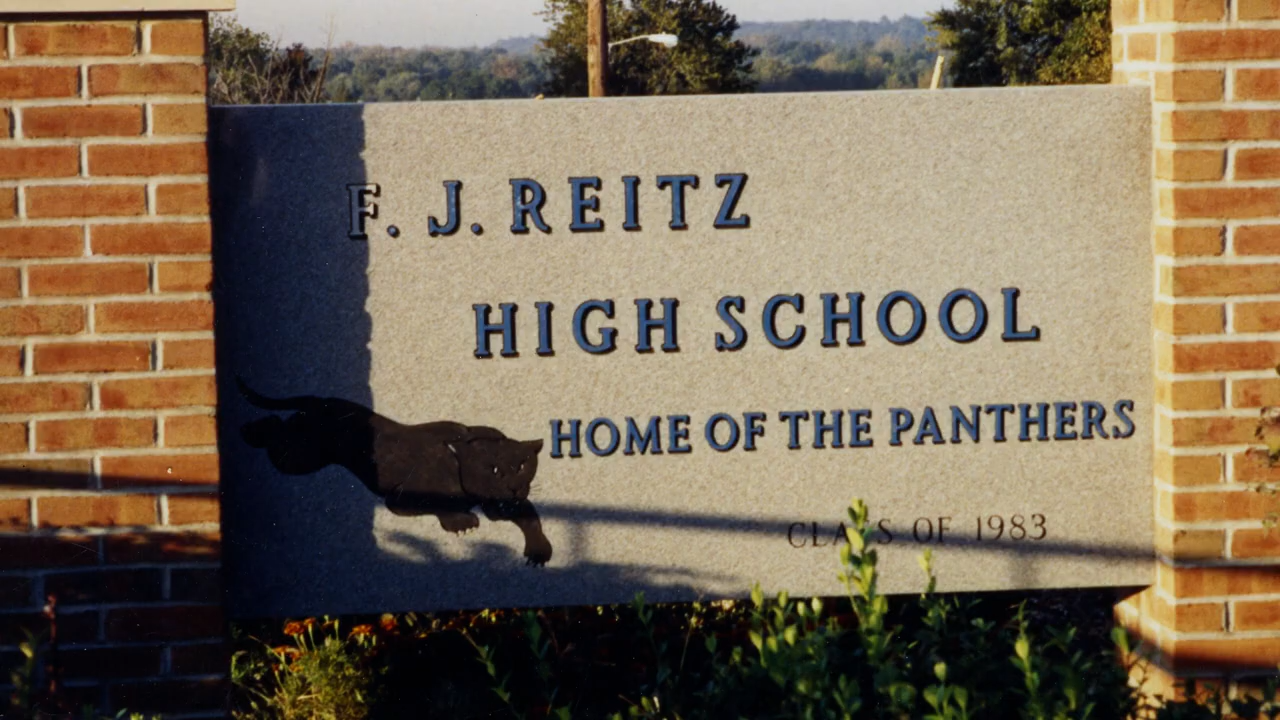 F. J. REITZ
HIGH SCHOOL
HOME OF THE PANTHERS
CLASS OF 1983